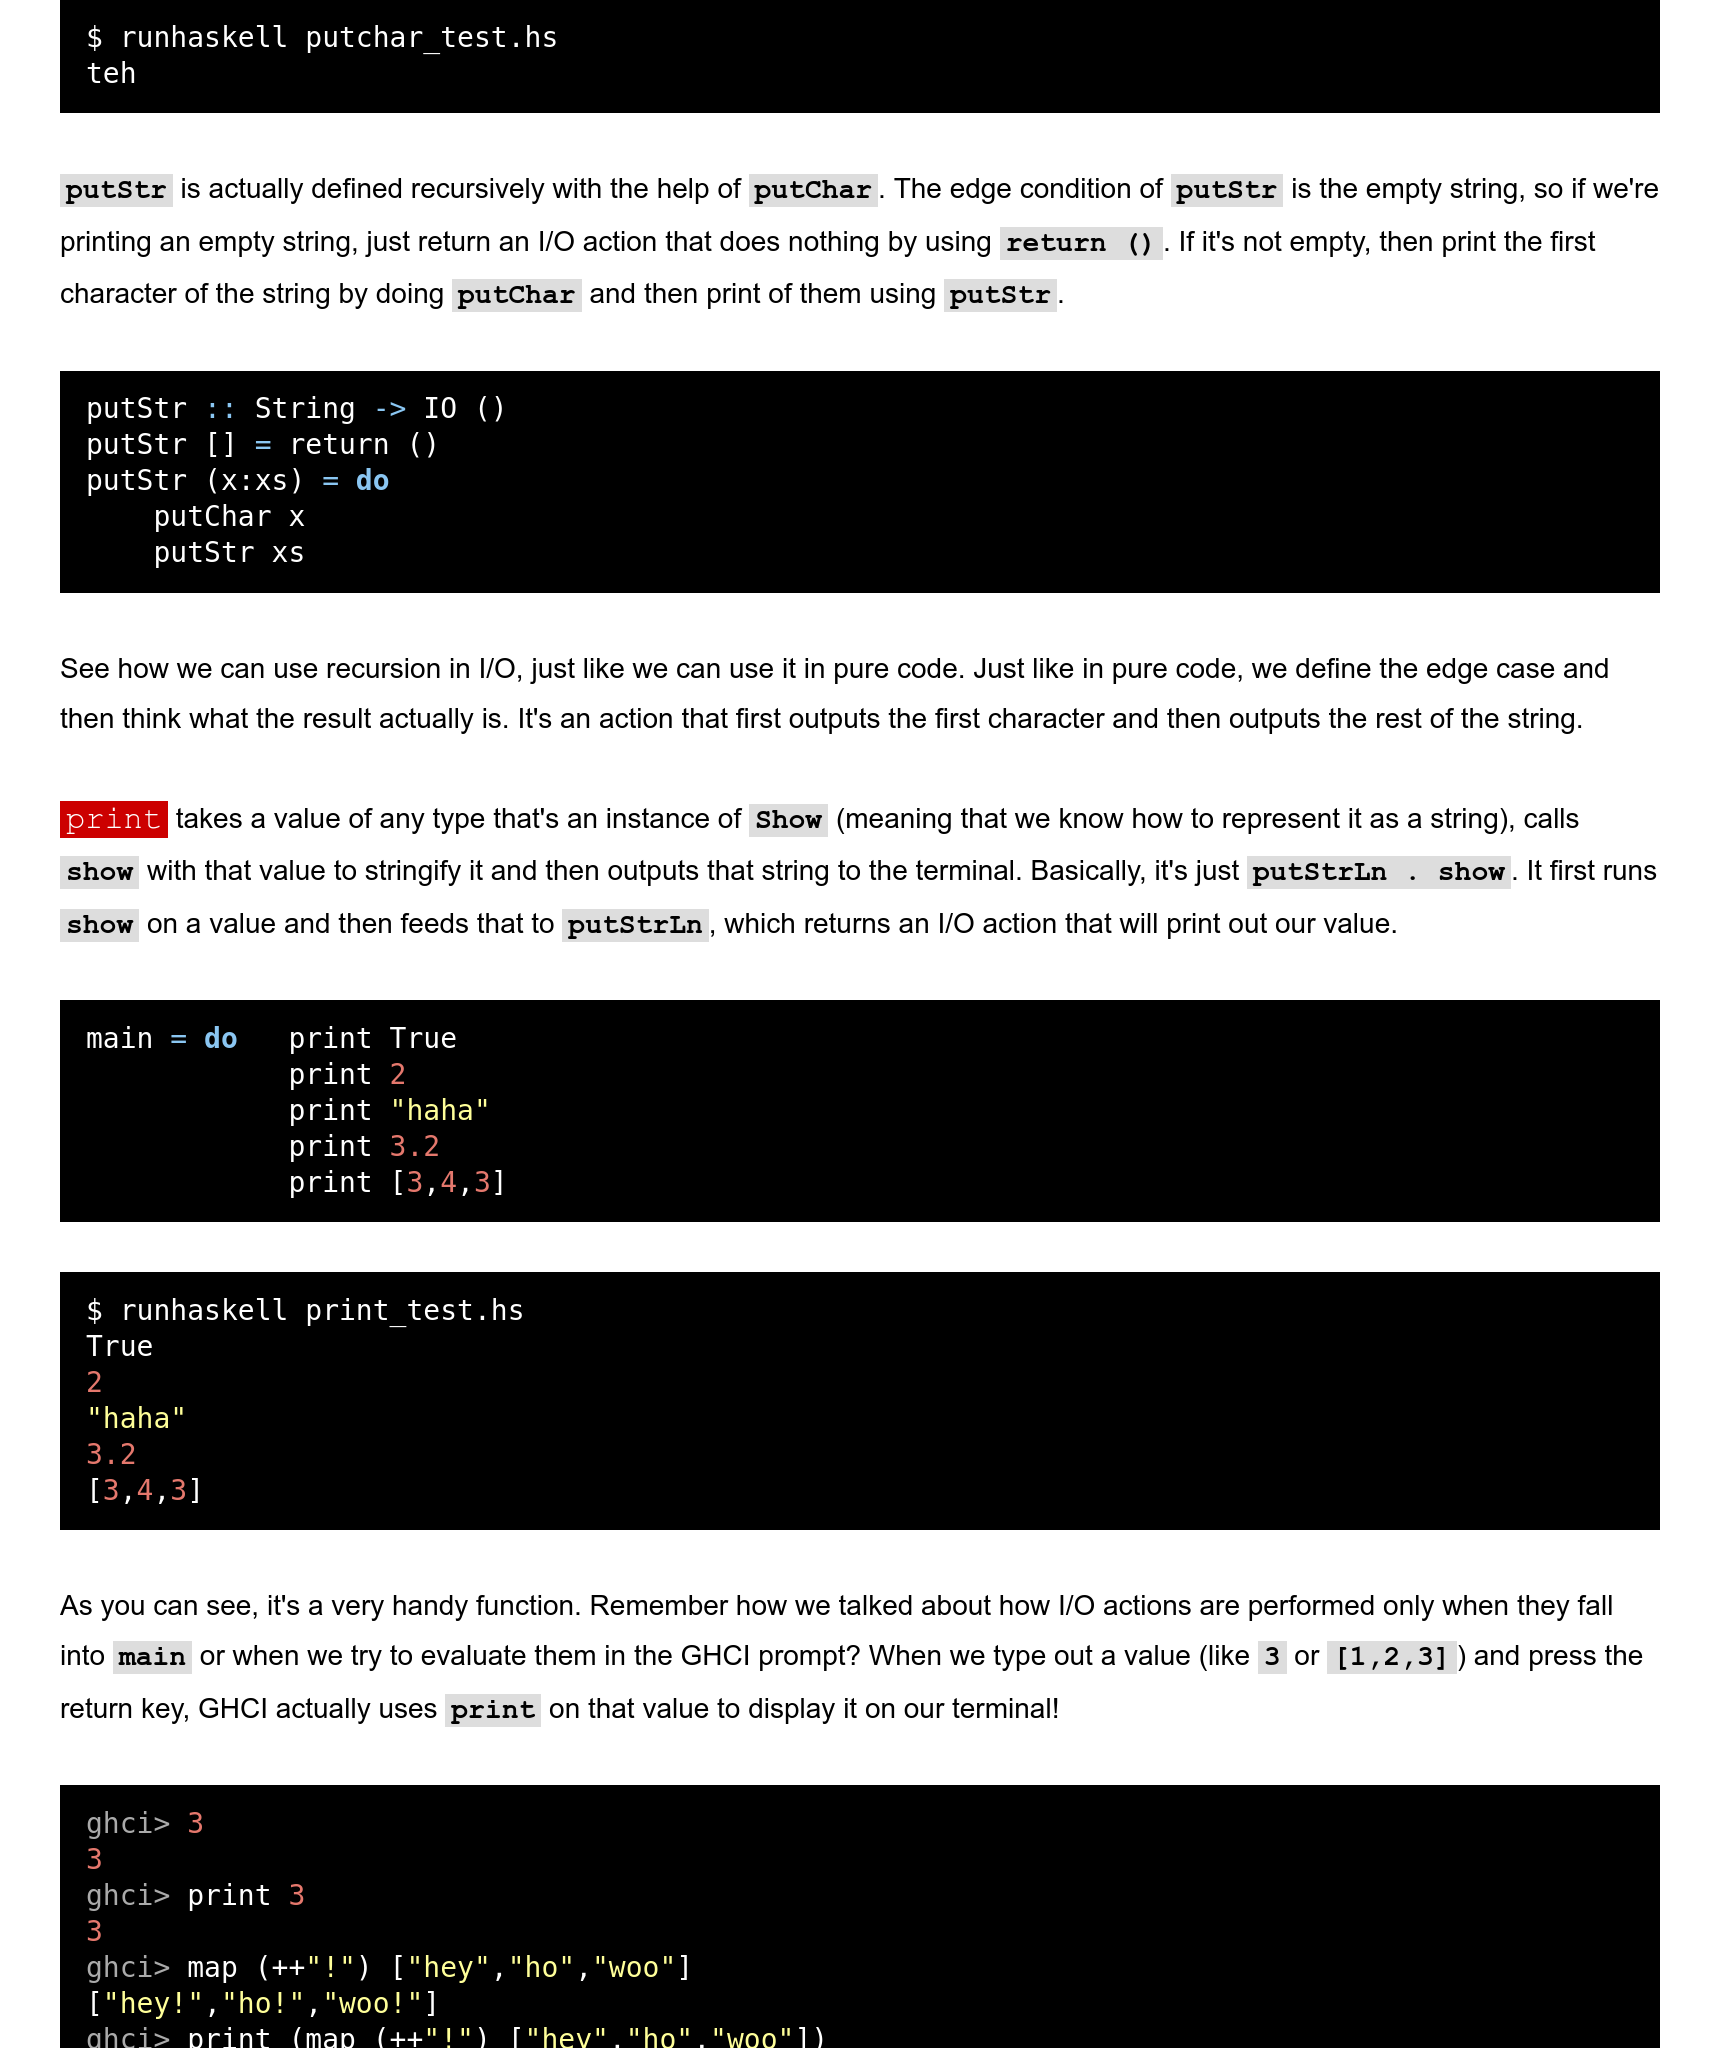 $ runhaskell putchar_test.hs
teh
putStr is actually defined recursively with the help of putChar. The edge condition of putStr is the empty string, so if we're
printing an empty string, just return an I/O action that does nothing by using return (). If it's not empty, then print the first
character of the string by doing putChar and then print of them using putStr.
putStr :: String -> IO ()
putStr [] = return ()
putStr (x:xs) = do
    putChar x
    putStr xs
See how we can use recursion in I/O, just like we can use it in pure code. Just like in pure code, we define the edge case and
then think what the result actually is. It's an action that first outputs the first character and then outputs the rest of the string.
print takes a value of any type that's an instance of Show (meaning that we know how to represent it as a string), calls
show with that value to stringify it and then outputs that string to the terminal. Basically, it's just putStrLn . show. It first runs
show on a value and then feeds that to putStrLn, which returns an I/O action that will print out our value.
main = do   print True
            print 2
            print "haha"
            print 3.2
            print [3,4,3]
$ runhaskell print_test.hs
True
2
"haha"
3.2
[3,4,3]
As you can see, it's a very handy function. Remember how we talked about how I/O actions are performed only when they fall
into main or when we try to evaluate them in the GHCI prompt? When we type out a value (like 3 or [1,2,3]) and press the
return key, GHCI actually uses print on that value to display it on our terminal!
ghci> 3
3
ghci> print 3
3
ghci> map (++"!") ["hey","ho","woo"]
["hey!","ho!","woo!"]
ghci> print (map (++"!") ["hey","ho","woo"])